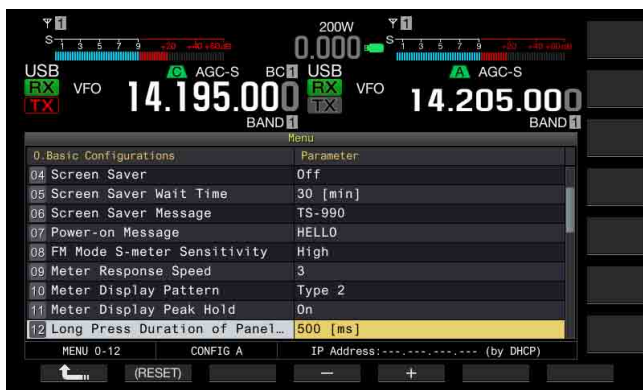 1 200W 1
S 1 3 5 7 9 +20 +40 +60dB 0.000 S 1 3 5 7 9 +20 +40 +60dB
USB C AGC-S BC1 USB A AGC-S
RX VFO 14.195.000 RX VFO 14.205.000
TX TX
BAND 1 BAND 1
Menu
0.Basic Configurations Parameter
04 Screen Saver Off
05 Screen Saver Wait Time 30 [min]
06 Screen Saver Message TS-990
07 Power-on Message HELLO
08 FM Mode S-meter Sensitivity High
09 Meter Response Speed 3
10 Meter Display Pattern Type 2
11 Meter Display Peak Hold On
12 Long Press Duration of Panel… 500 [ms]
MENU 0-12 CONFIG A IP Address:---.---.---.--- (by DHCP)
(RESET) − +